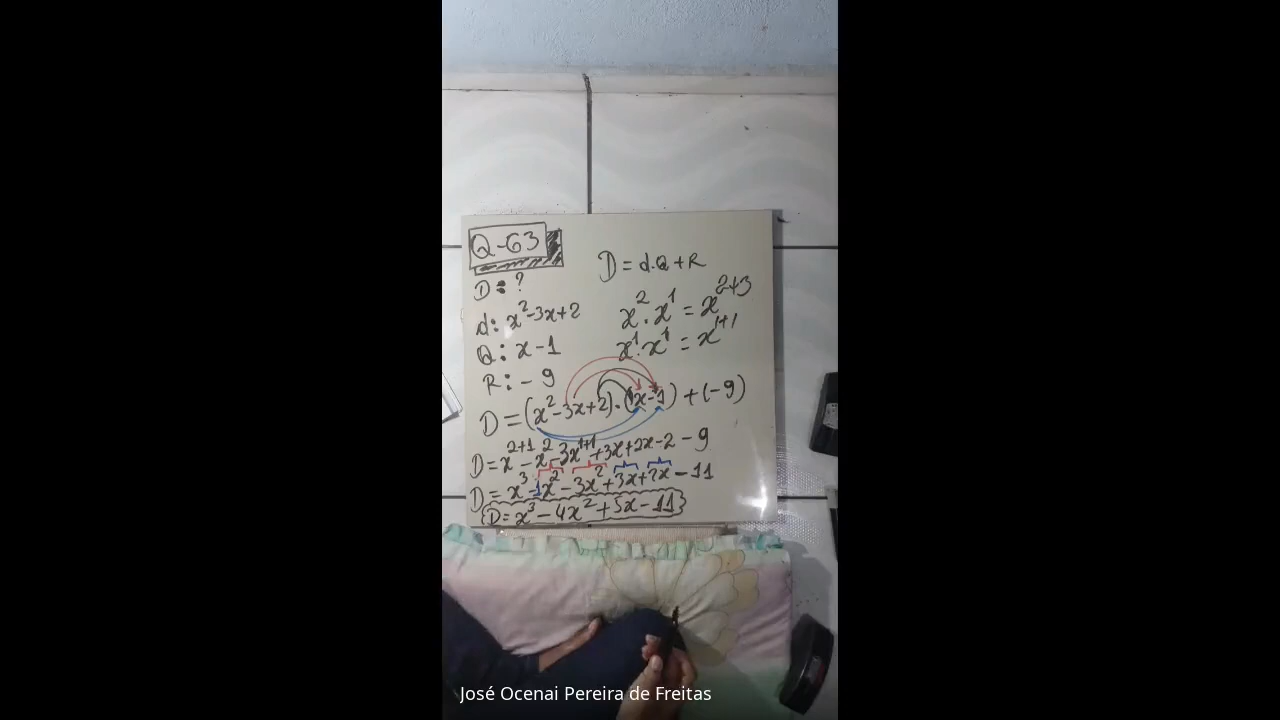 Q-63
D = d.Q+R
D: ?
d: x²-3x+2
x² . x¹ = x²⁺³
Q: x-1
x¹.x¹ = x¹⁺¹
R: -9
D = (x²-3x+2).(x-1)+(-9)
D = x²⁺¹-x²-3x¹⁺¹+3x+2x-2-9
D = x³-1x²-3x²+3x+2x-11
D = x³-4x²+5x-11
José Ocenai Pereira de Freitas